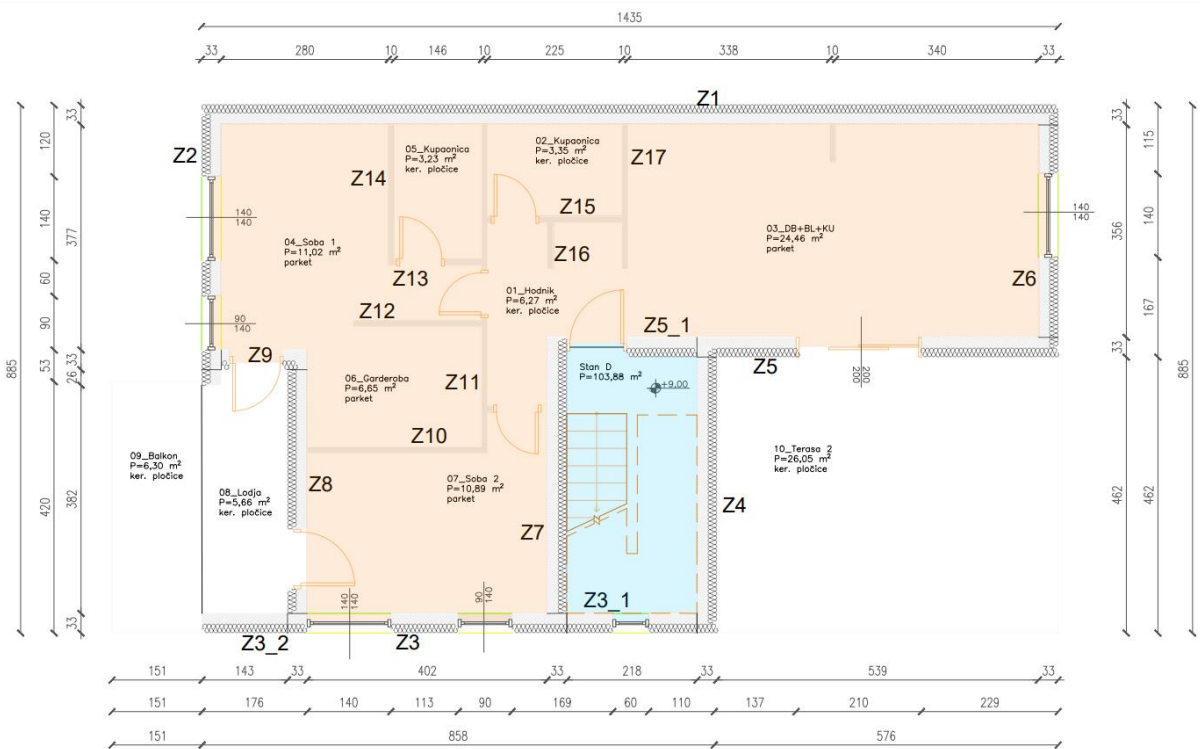 1435
33 280 10 146 10 225 10 338 10 340 33
Z1
885
120
140
60
90
53
26
420
33
377
33
382
33
Z2
Z14
05_Kupaonica
P=3,23 m²
ker. pločice
02_Kupaonica
P=3,35 m²
ker. pločice
Z17
Z15
140
140
04_Soba 1
P=11,02 m²
parket
Z16
03_DB+BL+KU
P=24,46 m²
parket
140
140
Z13
Z6
01_Hodnik
P=6,27 m²
ker. pločice
Z12
90
140
Z5_1
Z9
Z5
200
200
Stan D
P=103,88 m²
+9,00
06_Garderoba
P=6,65 m²
parket
Z11
Z10
09_Balkon
P=6,30 m²
ker. pločice
08_Lodja
P=5,66 m²
ker. pločice
Z8
07_Soba 2
P=10,89 m²
parket
10_Terasa 2
P=26,05 m²
ker. pločice
Z7
Z4
140
140
90
140
Z3_1
Z3_2
Z3
33
356
33
462
33
115
140
167
462
885
151 143 33 402 33 218 33 539 33
151 176 140 113 90 169 60 110 137 210 229
151 858 576